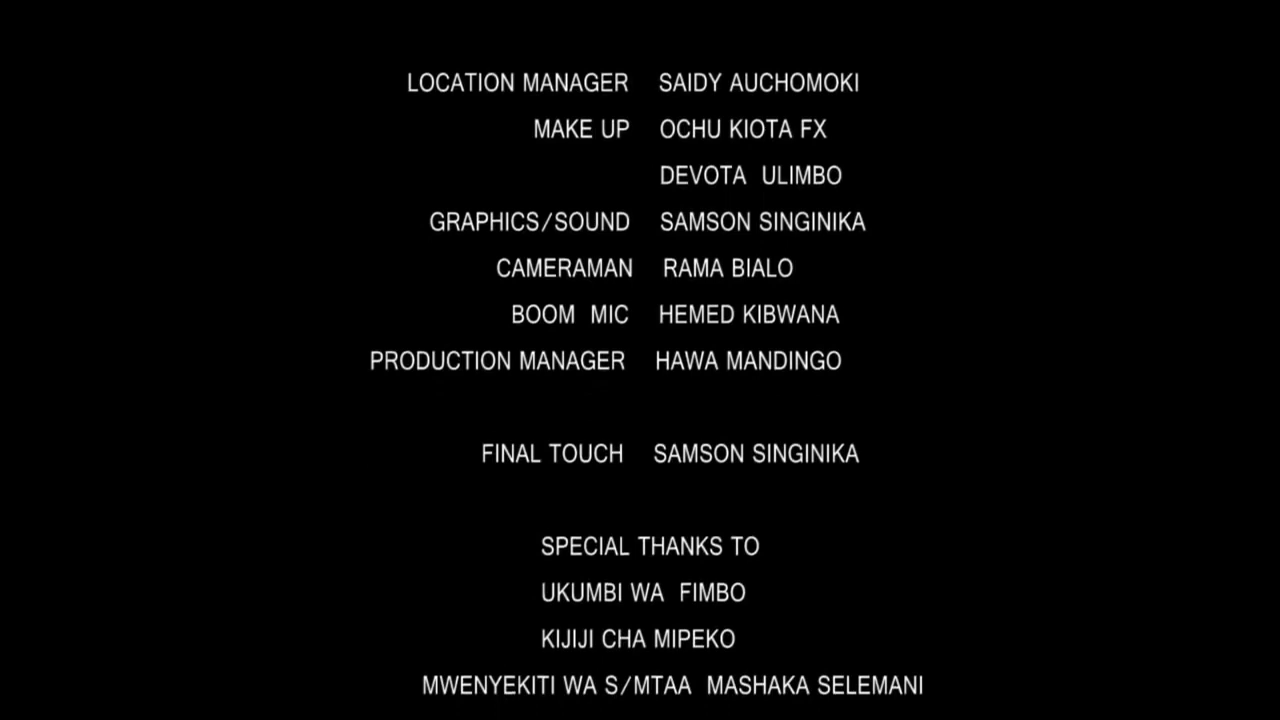 LOCATION MANAGER SAIDY AUCHOMOKI
MAKE UP OCHU KIOTA FX
DEVOTA ULIMBO
GRAPHICS/SOUND SAMSON SINGINIKA
CAMERAMAN RAMA BIALO
BOOM MIC HEMED KIBWANA
PRODUCTION MANAGER HAWA MANDINGO
FINAL TOUCH SAMSON SINGINIKA
SPECIAL THANKS TO
UKUMBI WA FIMBO
KIJIJI CHA MIPEKO
MWENYEKITI WA S/MTAA MASHAKA SELEMANI